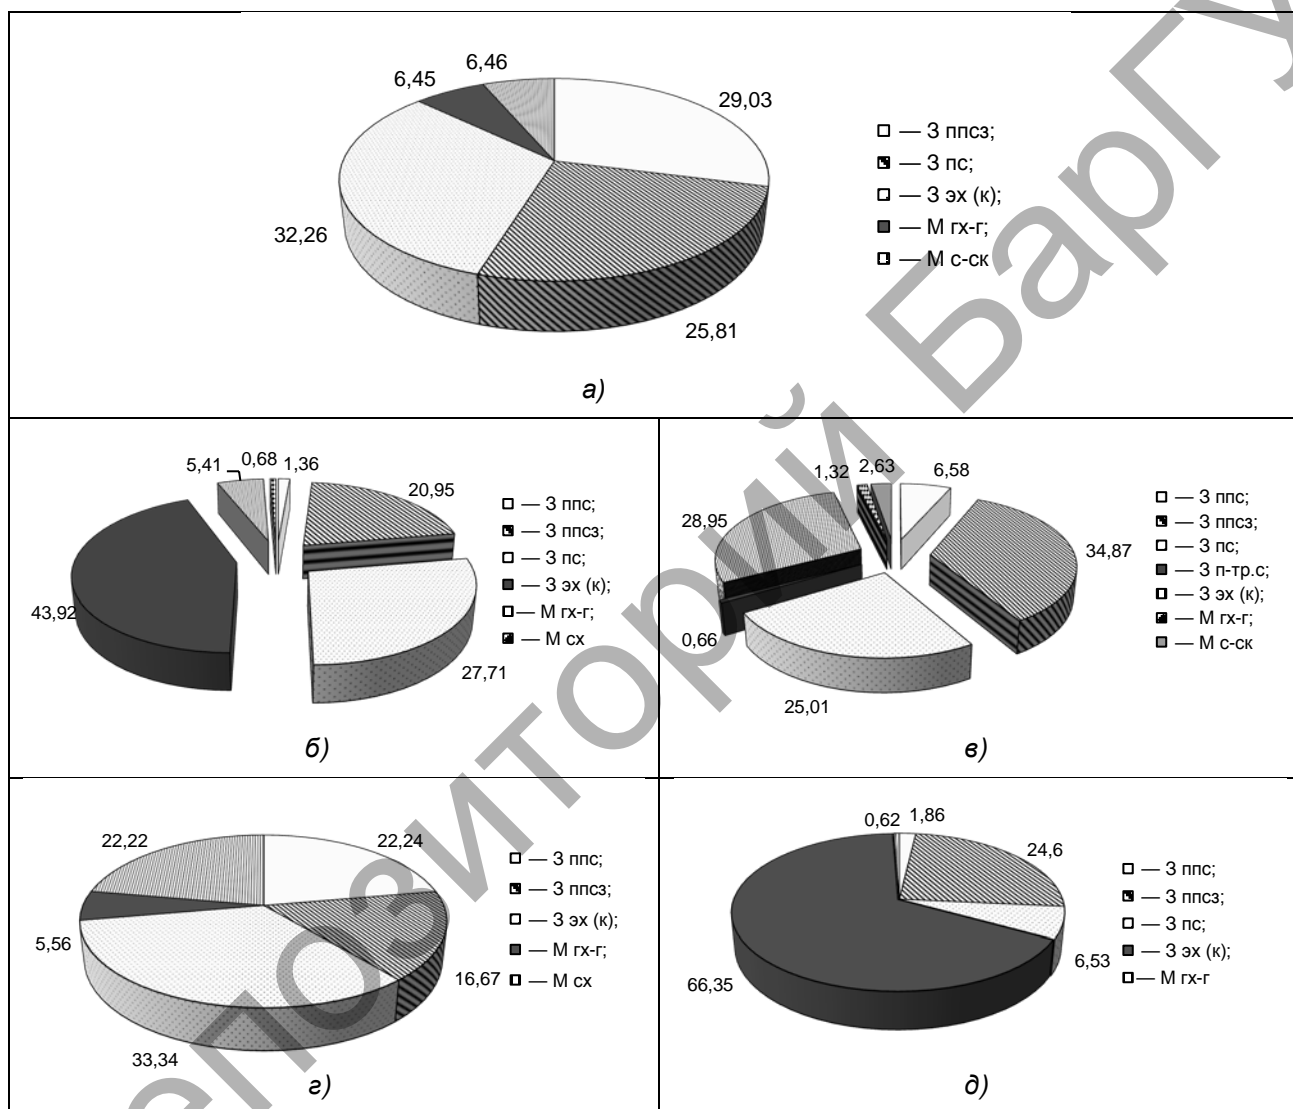 6,45
6,46
29,03
32,26
25,81
— З ппсз;
— З пс;
— З эх (к);
— М гх-г;
— М с-ск
а)
5,41
0,68
1,36
20,95
43,92
27,71
— З ппс;
— З ппсз;
— З пс;
— З эх (к);
— М гх-г;
— М сх
б)
1,32
2,63
6,58
28,95
34,87
0,66
25,01
— З ппс;
— З ппсз;
— З пс;
— З п-тр.с;
— З эх (к);
— М гх-г;
— М с-ск
в)
22,22
22,24
5,56
16,67
33,34
— З ппс;
— З ппсз;
— З эх (к);
— М гх-г;
— М сх
г)
0,62
1,86
24,6
66,35
6,53
— З ппс;
— З ппсз;
— З пс;
— З эх (к);
— М гх-г
д)
епозиторий БарГУ